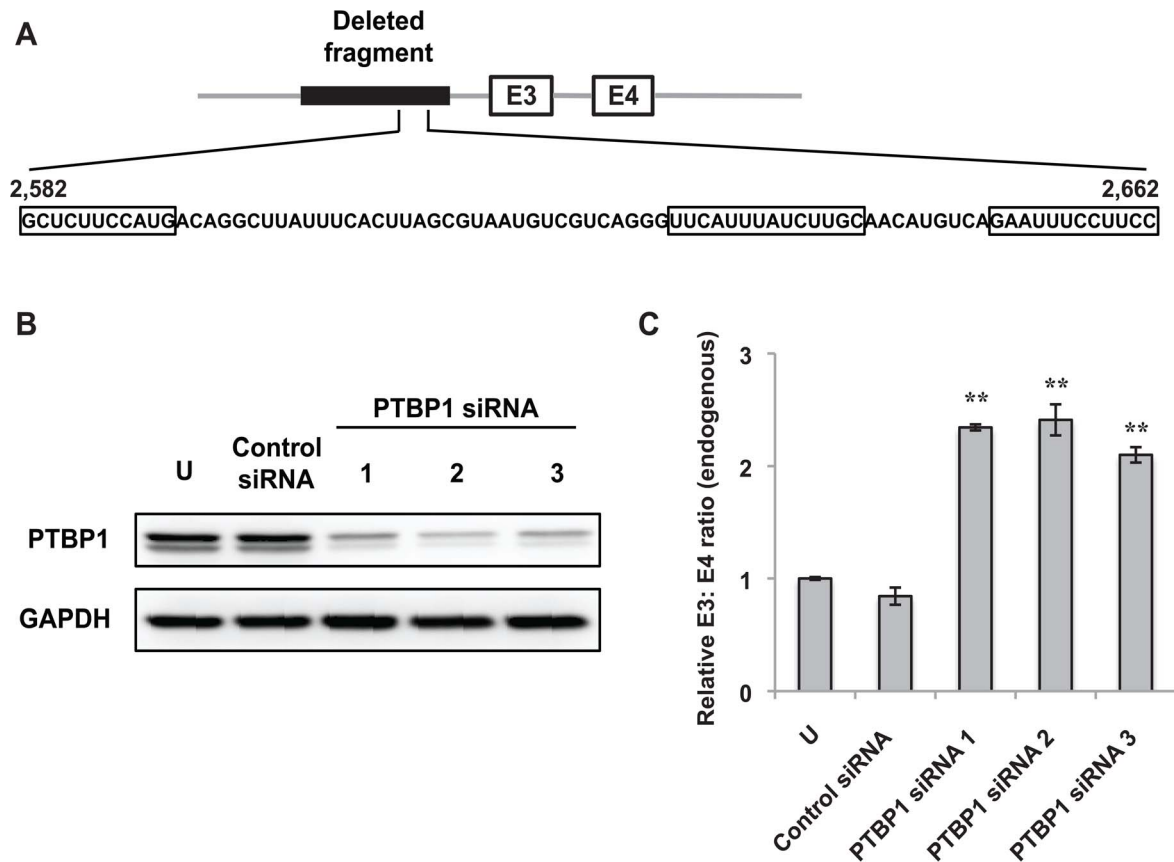 A
Deleted
fragment
E3 E4
2,582 2,662
GCUCUUCCAUGACAGGCUUAUUUCACUUAGCGUAAUGUCGUCAGGGUUCAUUUAUCUUGCAACAUGUCAGAAUUUCCUUCC
B
PTBP1 siRNA
Control
siRNA
U 1 2 3
PTBP1
GAPDH
C
Relative E3: E4 ratio (endogenous)
3
2
1
0
** ** **
U
Control siRNA
PTBP1 siRNA 1
PTBP1 siRNA 2
PTBP1 siRNA 3